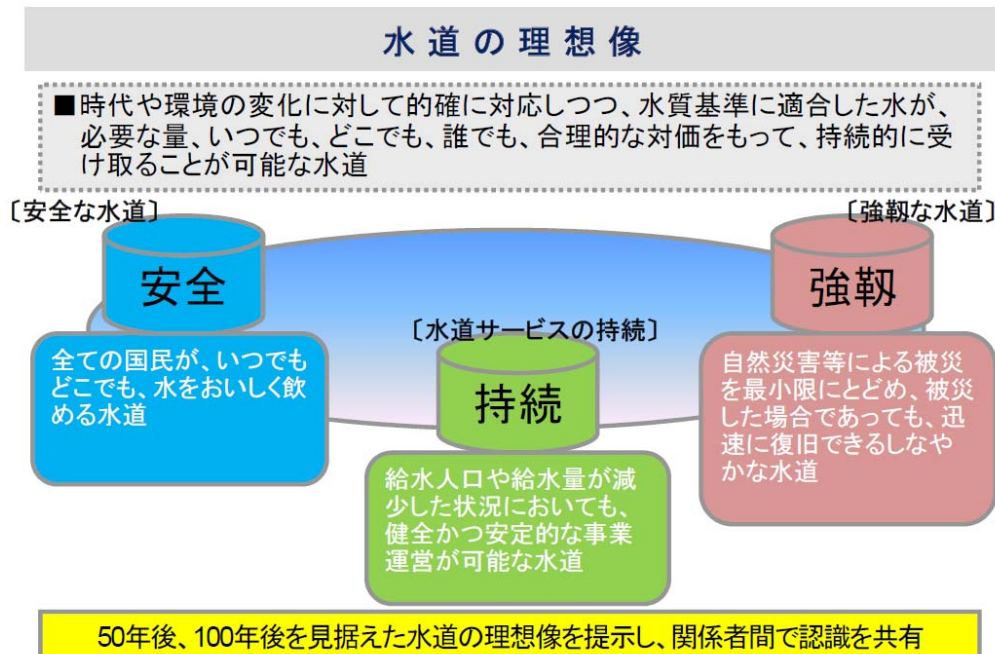 水道の理想像
■時代や環境の変化に対して的確に対応しつつ、水質基準に適合した水が、
必要な量、いつでも、どこでも、誰でも、合理的な対価をもって、持続的に受
け取ることが可能な水道
〔安全な水道〕
安全
全ての国民が、いつでも
どこでも、水をおいしく飲
める水道
〔水道サービスの持続〕
持続
給水人口や給水量が減
少した状況においても、
健全かつ安定的な事業
運営が可能な水道
〔強靭な水道〕
強靱
自然災害等による被災
を最小限にとどめ、被災
した場合であっても、迅
速に復旧できるしなや
かな水道
50年後、100年後を見据えた水道の理想像を提示し、関係者間で認識を共有